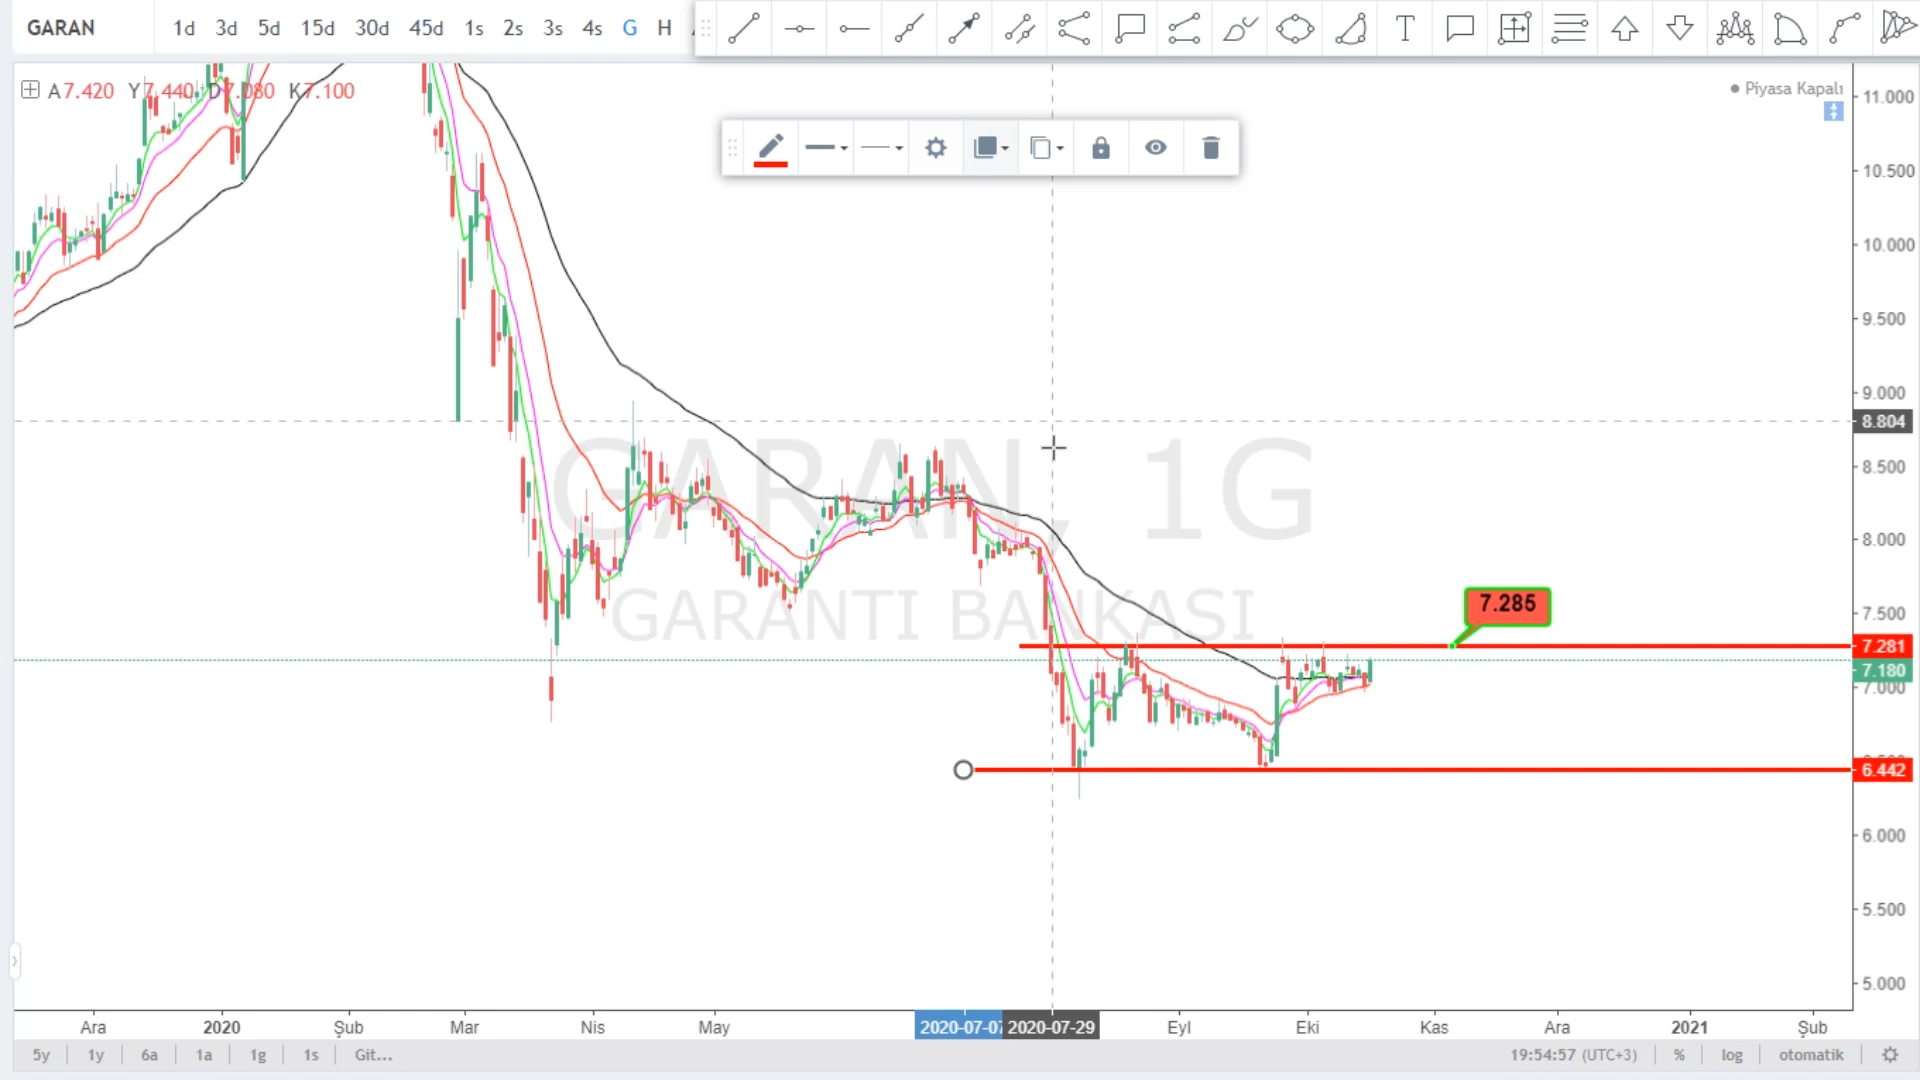 GARAN 1d 3d 5d 15d 30d 45d 1s 2s 3s 4s G H
A7.420 Y7.440 D7.080 K7.100
Piyasa Kapalı
11.000
10.500
10.000
9.500
9.000
8.804
8.500
GARAN, 1G
8.000
GARANTI BANKASI
7.285
7.500
7.281
7.180
7.000
6.442
6.000
5.500
5.000
Ara 2020 Şub Mar Nis May 2020-07-07 2020-07-29 Eyl Eki Kas Ara 2021 Şub
5y 1y 6a 1a 1g 1s Git... 19:54:57 (UTC+3) % log otomatik